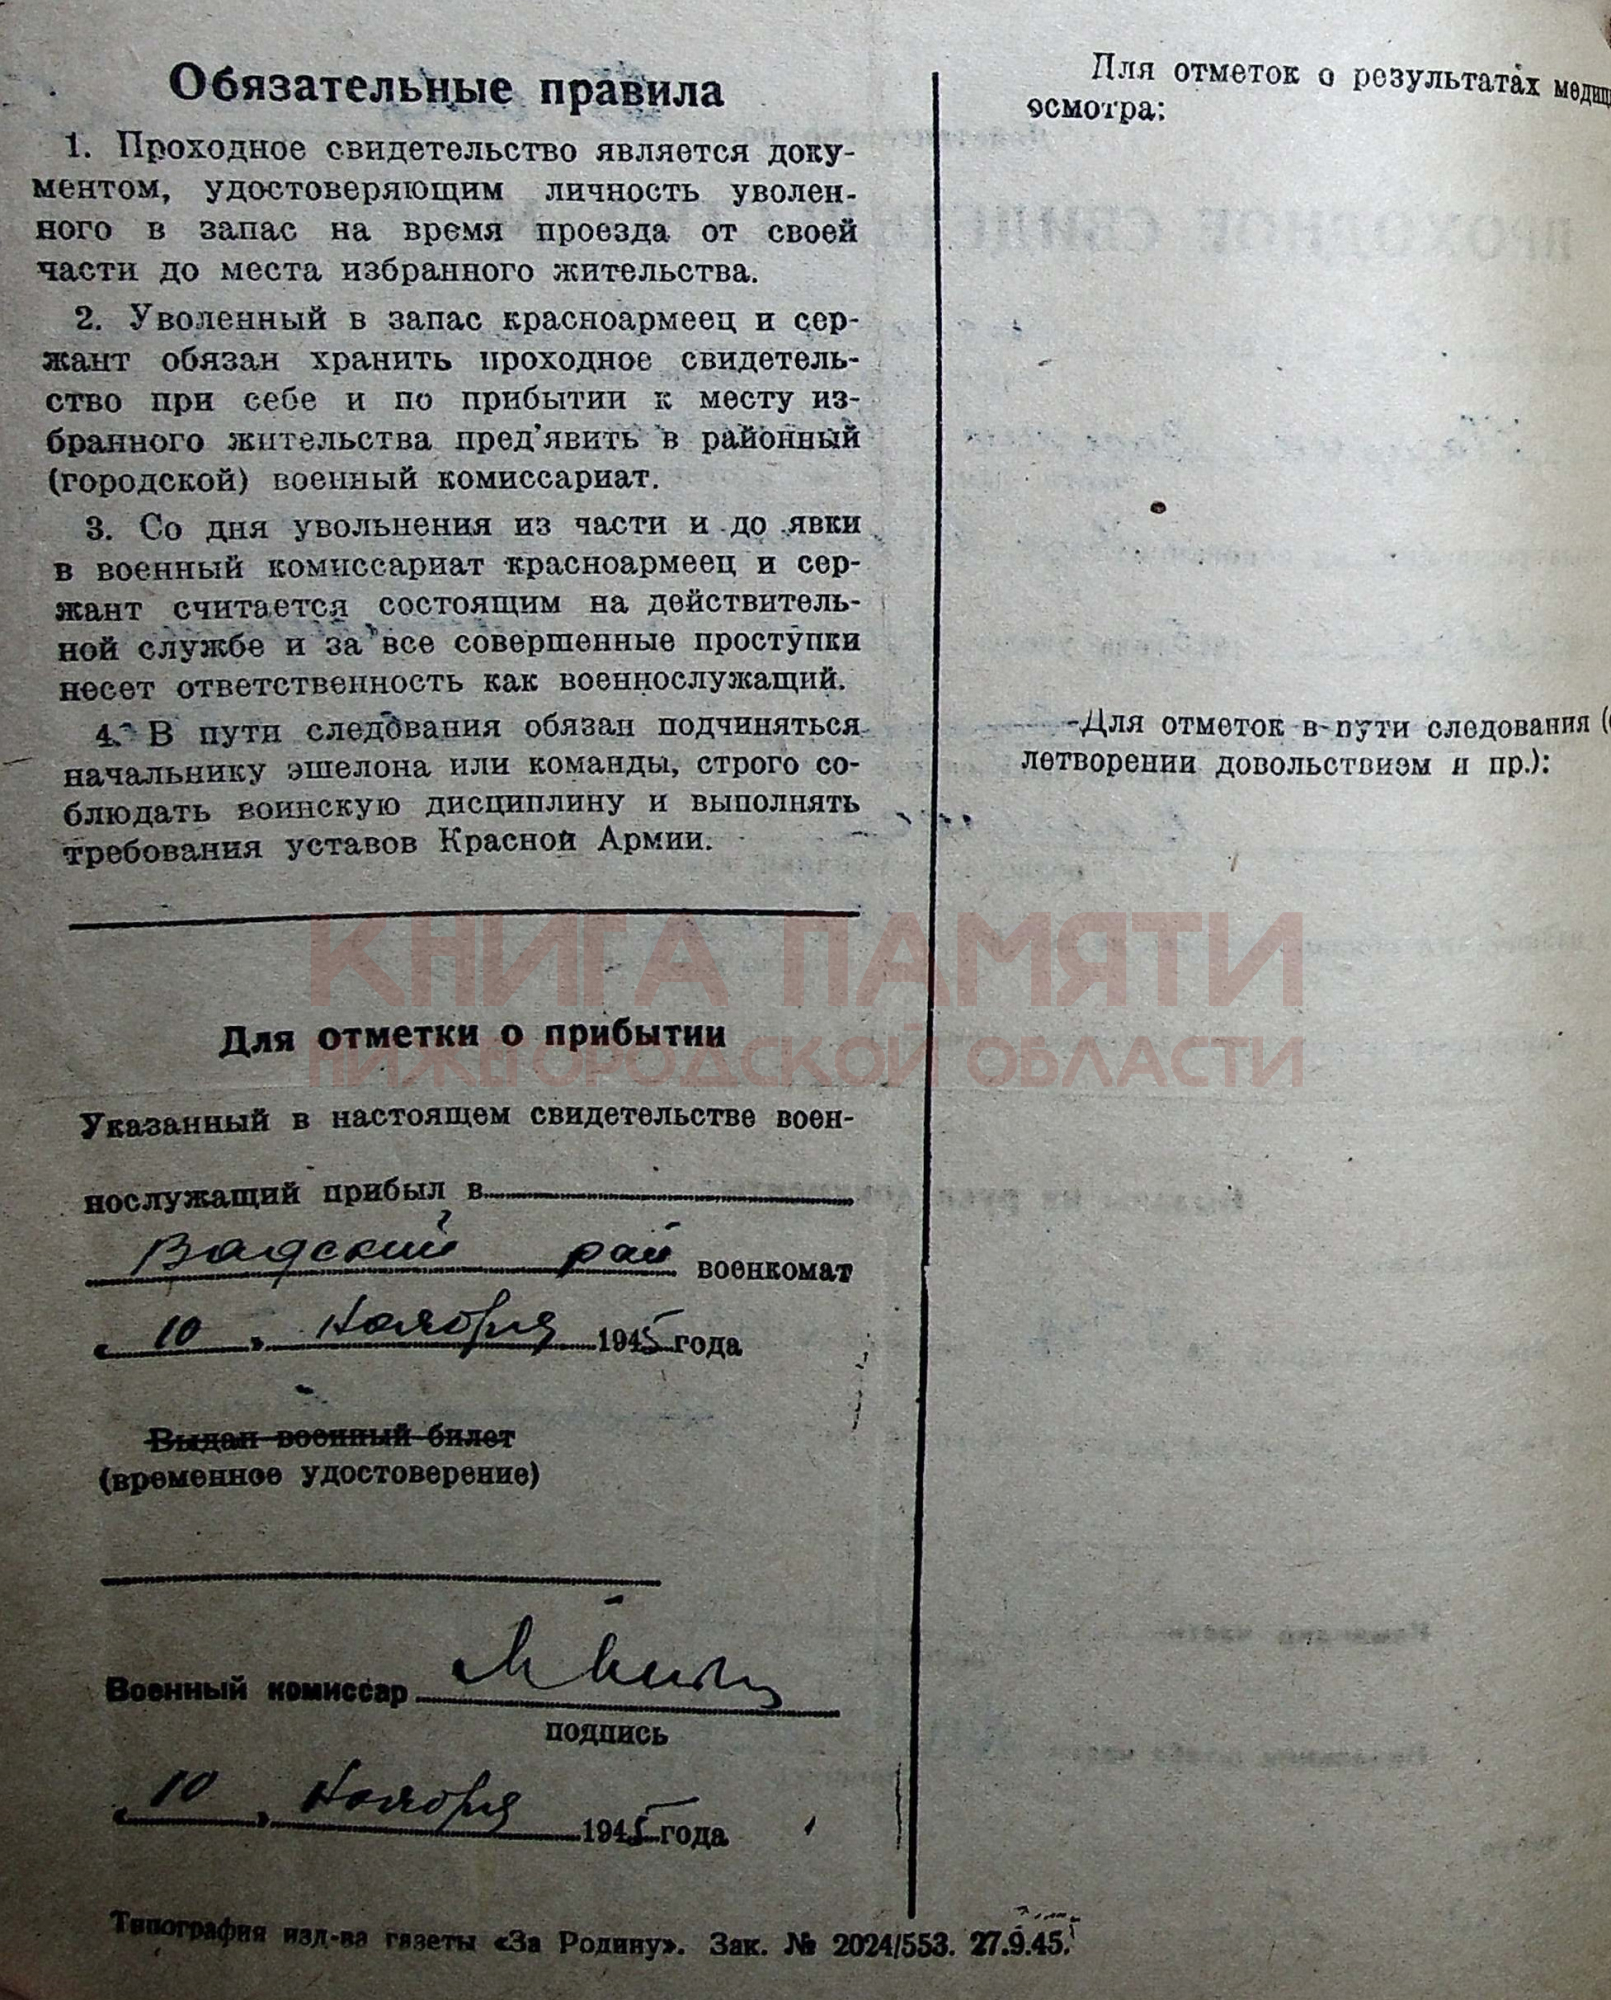 Обязательные правила
1. Проходное свидетельство является доку-
ментом, удостоверяющим личность уволен-
ного в запас на время проезда от своей
части до места избранного жительства.
2. Уволенный в запас красноармеец и сер-
жант обязан хранить проходное свидетель-
ство при себе и по прибытии к месту из-
бранного жительства пред'явить в районный
(городской) военный комиссариат.
3. Со дня увольнения из части и до явки
в военный комиссариат красноармеец и сер-
жант считается состоящим на действитель-
ной службе и за все совершенные проступки
несет ответственность как военнослужащий.
4. В пути следования обязан подчиняться
начальнику эшелона или команды, строго со-
блюдать воинскую дисциплину и выполнять
требования уставов Красной Армии.
КНИГА ПАМЯТИ
НИЖЕГОРОДСКОЙ ОБЛАСТИ
Для отметки о прибытии
Указанный в настоящем свидетельстве воен-
нослужащий прибыл в
Вадский рай военкомат
« 10 » Ноября 1945 года
Выдан военный билет
(временное удостоверение)
Военный комиссар
подпись
« 10 » Ноября 1945 года
Типография изд-ва газеты «За Родину». Зак. № 2024/553. 27.9.45.
Для отметок о результатах медиц
осмотра:
Для отметок в пути следования (
летворении довольствием и пр.):